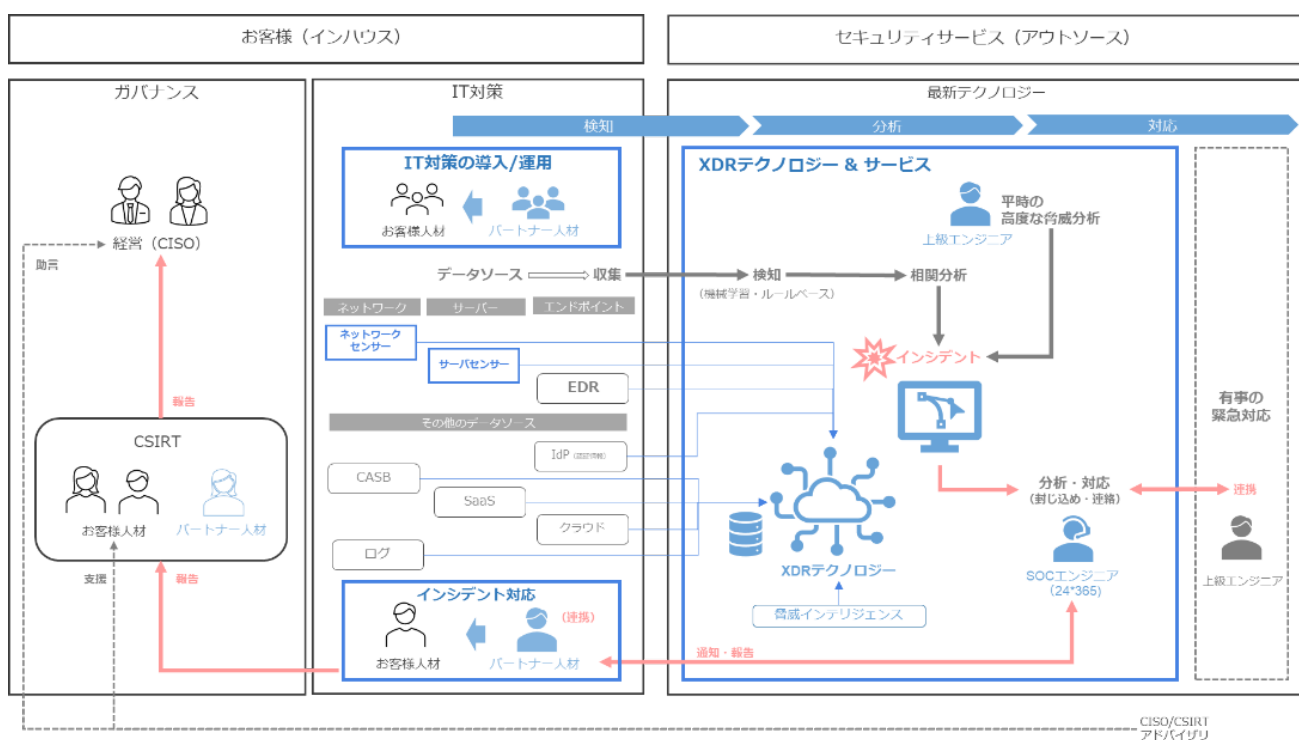 お客様（インハウス）
セキュリティサービス（アウトソース）
ガバナンス
IT対策
最新テクノロジー
検知
分析
対応
IT対策の導入/運用
お客様人材
パートナー人材
XDRテクノロジー & サービス
平時の
高度な脅威分析
上級エンジニア
経営（CISO）
助言
データソース
収集
検知
（機械学習・ルールベース）
相関分析
ネットワーク
サーバー
エンドポイント
ネットワーク
センサー
サーバセンサー
EDR
インシデント
報告
その他のデータソース
CSIRT
お客様人材
パートナー人材
IdP（認証情報）
CASB
SaaS
クラウド
ログ
有事の
緊急対応
分析・対応
（封じ込め・連絡）
連携
XDRテクノロジー
SOCエンジニア
（24*365）
上級エンジニア
脅威インテリジェンス
支援
報告
インシデント対応
（連携）
お客様人材
パートナー人材
通知・報告
CISO/CSIRT
アドバイザリ